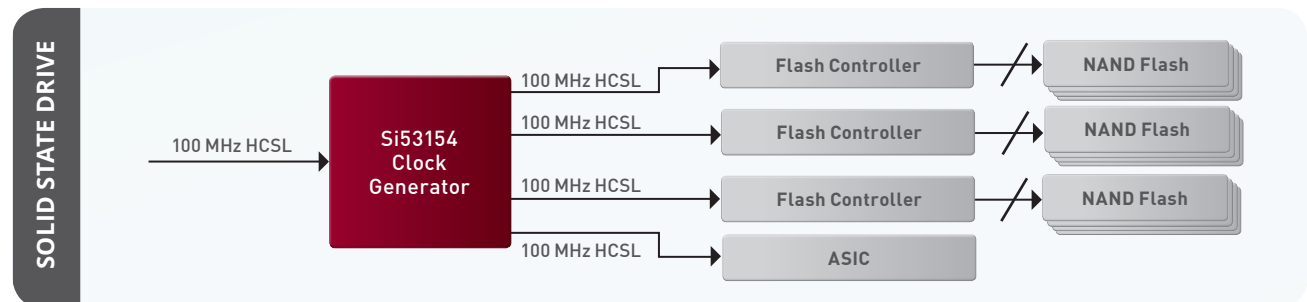 SOLID STATE DRIVE
100 MHz HCSL
Si53154
Clock
Generator
100 MHz HCSL
100 MHz HCSL
100 MHz HCSL
100 MHz HCSL
Flash Controller
NAND Flash
Flash Controller
NAND Flash
Flash Controller
NAND Flash
ASIC